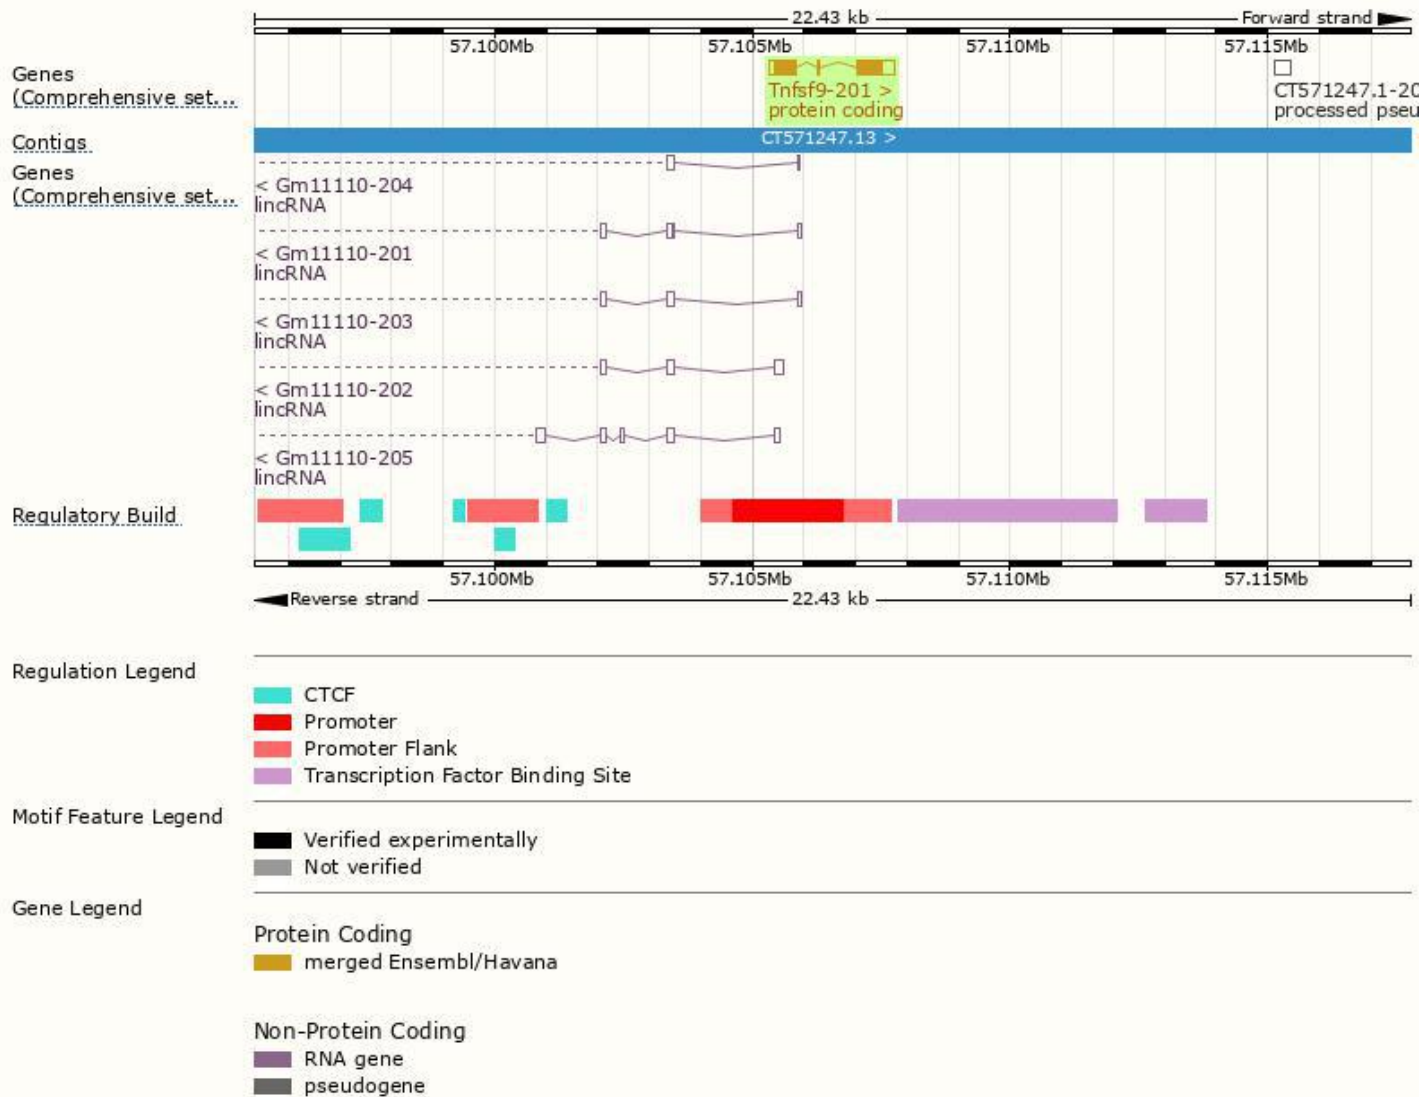 22.43 kb Forward strand
57.100Mb 57.105Mb 57.110Mb 57.115Mb
Genes
(Comprehensive set...
Tnfsf9-201 >
protein coding
CT571247.1-20
processed pseu
Contigs
CT571247.13 >
Genes
(Comprehensive set...
< Gm11110-204
lincRNA
< Gm11110-201
lincRNA
< Gm11110-203
lincRNA
< Gm11110-202
lincRNA
< Gm11110-205
lincRNA
Regulatory Build
57.100Mb 57.105Mb 57.110Mb 57.115Mb
Reverse strand 22.43 kb
Regulation Legend
CTCF
Promoter
Promoter Flank
Transcription Factor Binding Site
Motif Feature Legend
Verified experimentally
Not verified
Gene Legend
Protein Coding
merged Ensembl/Havana
Non-Protein Coding
RNA gene
pseudogene